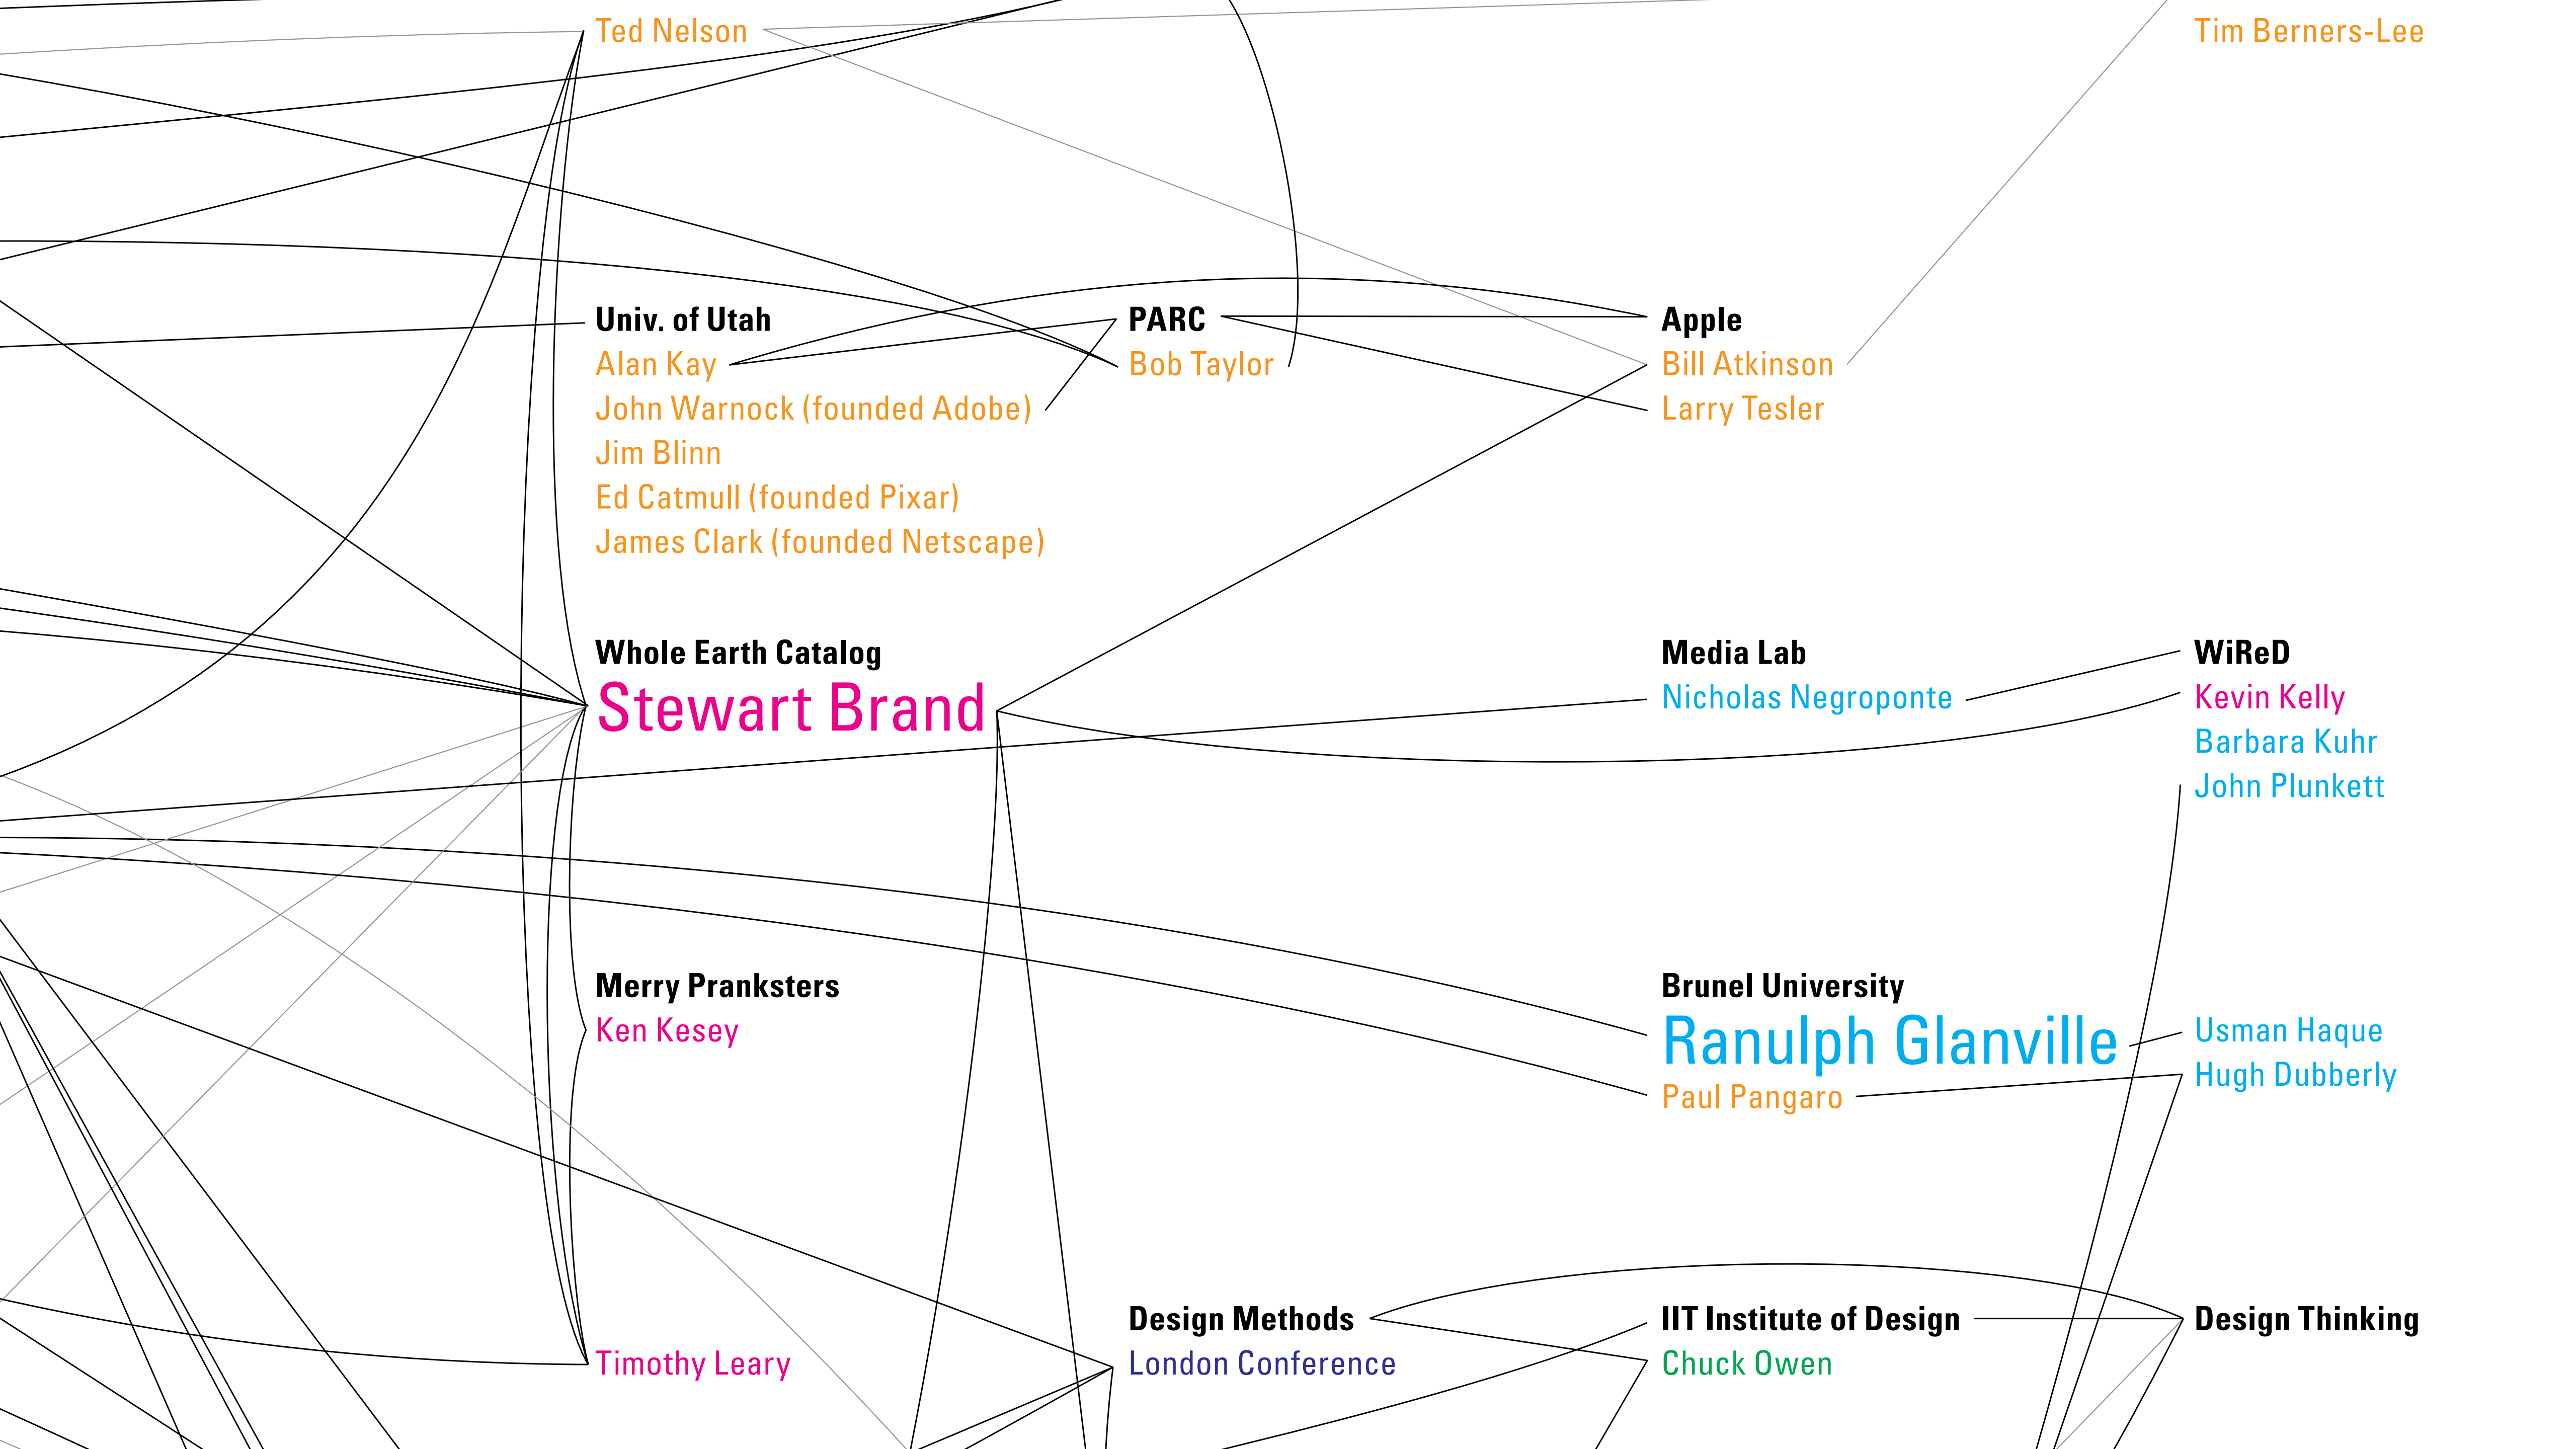 Ted Nelson
Tim Berners-Lee
Univ. of Utah
Alan Kay
John Warnock (founded Adobe)
Jim Blinn
Ed Catmull (founded Pixar)
James Clark (founded Netscape)
PARC
Bob Taylor
Apple
Bill Atkinson
Larry Tesler
Whole Earth Catalog
Stewart Brand
Media Lab
Nicholas Negroponte
WiReD
Kevin Kelly
Barbara Kuhr
John Plunkett
Merry Pranksters
Ken Kesey
Brunel University
Ranulph Glanville
Paul Pangaro
Usman Haque
Hugh Dubberly
Timothy Leary
Design Methods
London Conference
IIT Institute of Design
Chuck Owen
Design Thinking